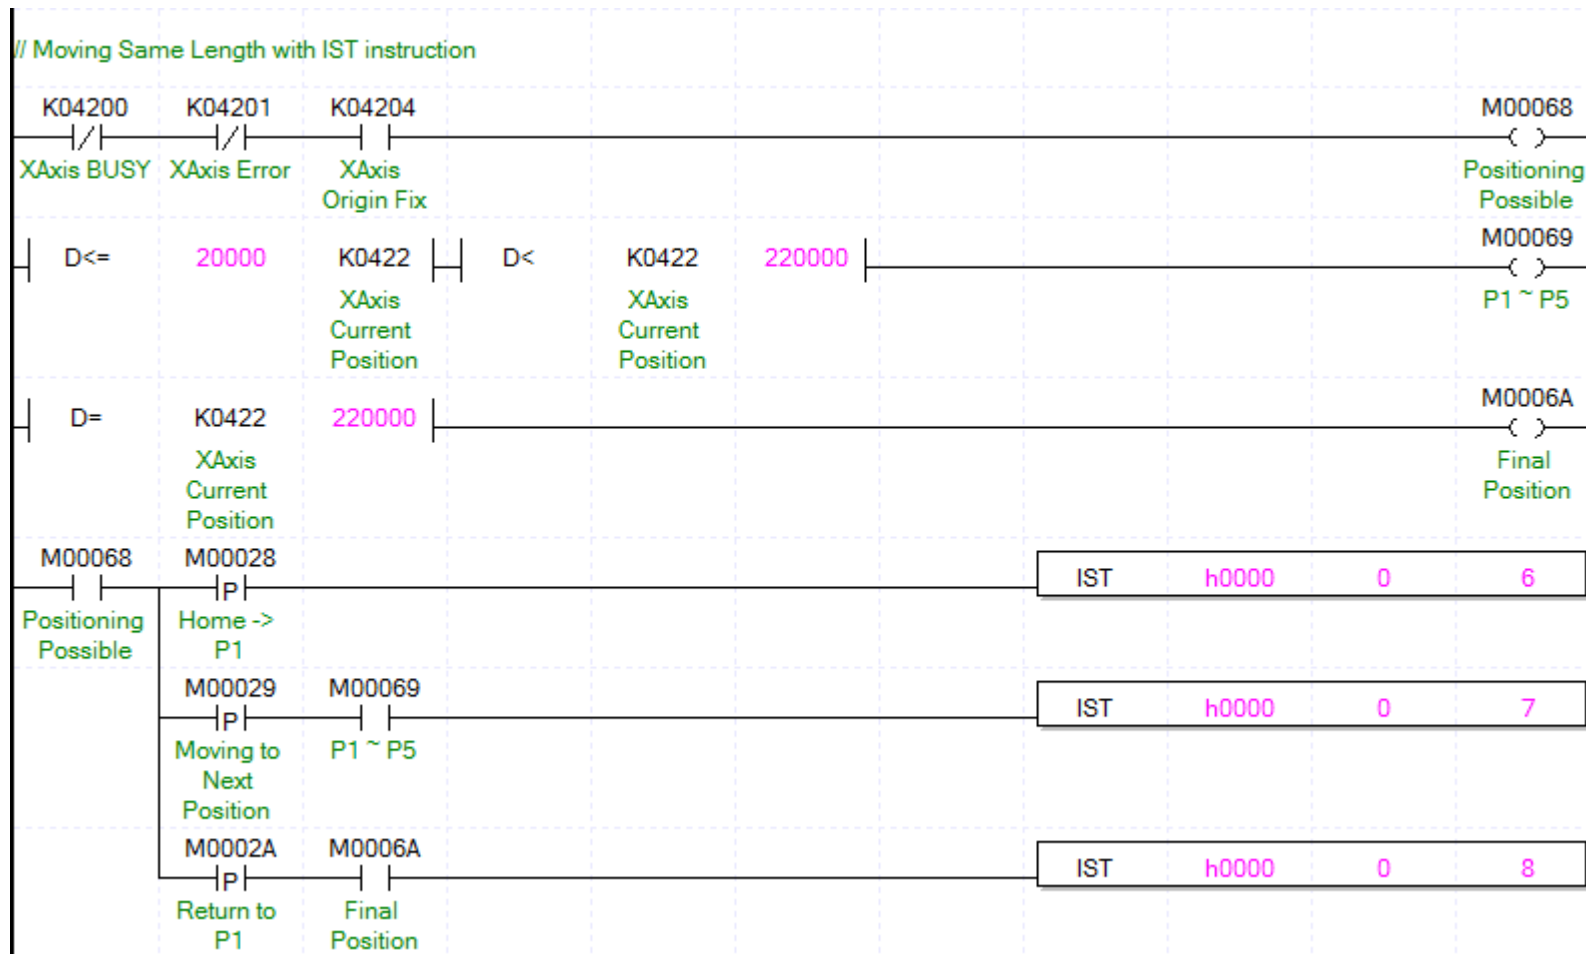 // Moving Same Length with IST instruction
K04200 K04201 K04204 M00068
XAxis BUSY XAxis Error XAxis Positioning
Origin Fix Possible
M00069
D<= 20000 K0422 D< K0422 220000
XAxis XAxis P1 ~ P5
Current Current
Position Position
M0006A
D= K0422 220000
XAxis Final
Current Position
Position
M00068 M00028
P IST h0000 0 6
Positioning Home ->
Possible P1
M00029 M00069
P IST h0000 0 7
Moving to P1 ~ P5
Next
Position
M0002A M0006A
P IST h0000 0 8
Return to Final
P1 Position